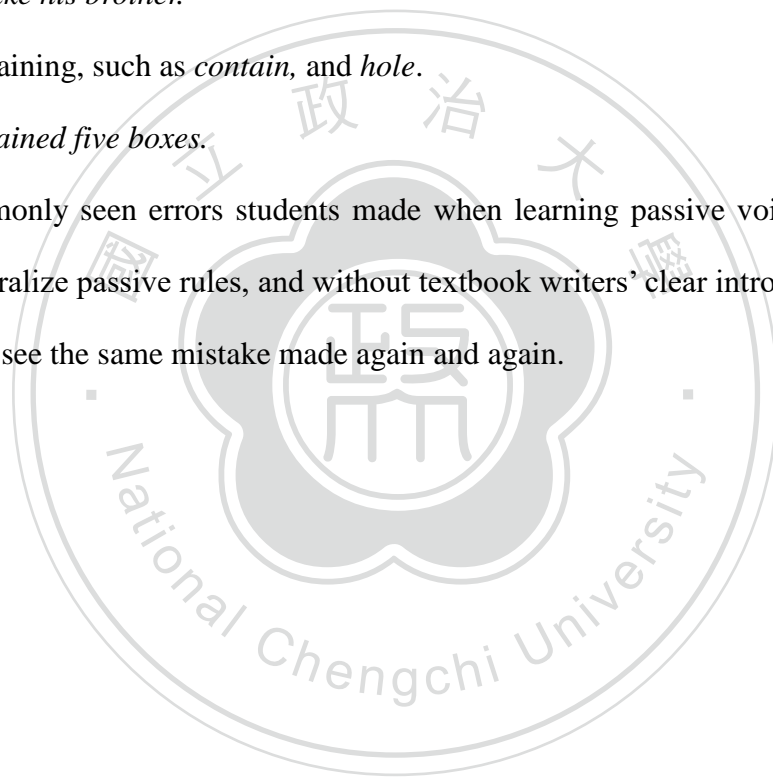 ke his brother.
aining, such as contain, and hole.
ained five boxes.
monly seen errors students made when learning passive voi
ralize passive rules, and without textbook writers' clear intro
see the same mistake made again and again.
國立政治大學
National Chengchi University